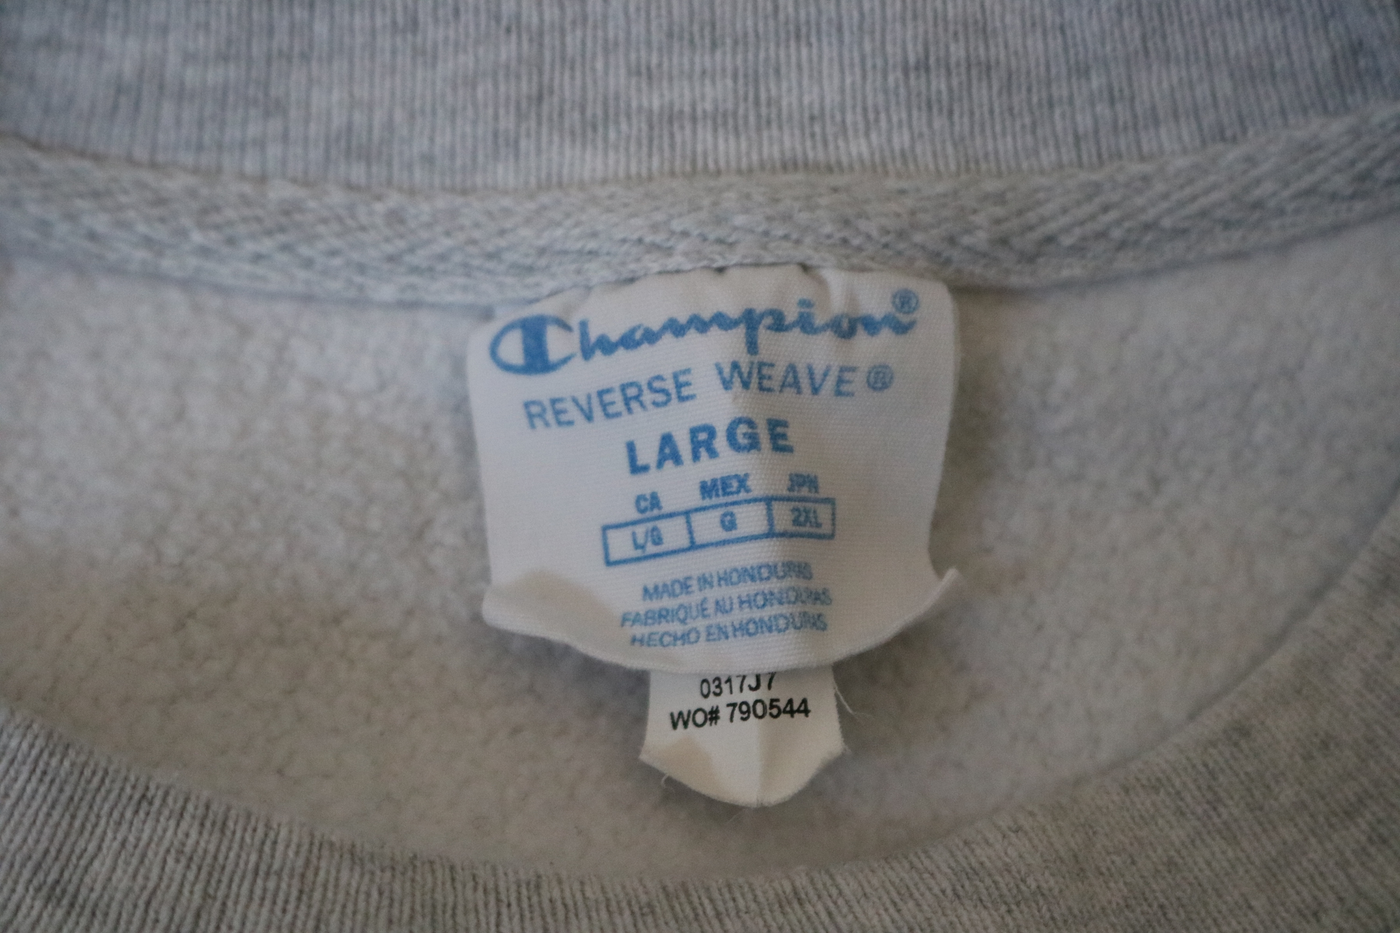 Champion®
REVERSE WEAVE®
LARGE
CA MEX JPN
L/G G 2XL
MADE IN HONDURAS
FABRIQUÉ AU HONDURAS
HECHO EN HONDURAS
0317J7
WO# 790544